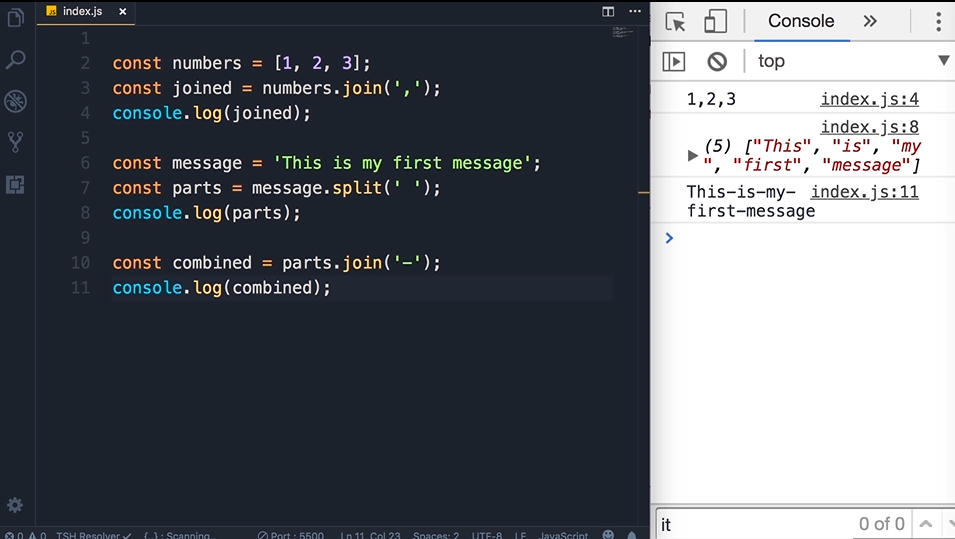 index.js ×
1
2 const numbers = [1, 2, 3];
3 const joined = numbers.join(',');
4 console.log(joined);
5
6 const message = 'This is my first message';
7 const parts = message.split(' ');
8 console.log(parts);
9
10 const combined = parts.join('-');
11 console.log(combined);
0 0 TSH Resolver { .} : Scanning.. Port : 5500 Ln 11, Col 23 Spaces: 2 UTF-8 LF JavaScript
Console
top
1,2,3 index.js:4
index.js:8
(5) ["This", "is", "my
", "first", "message"]
This-is-my- index.js:11
first-message
it 0 of 0